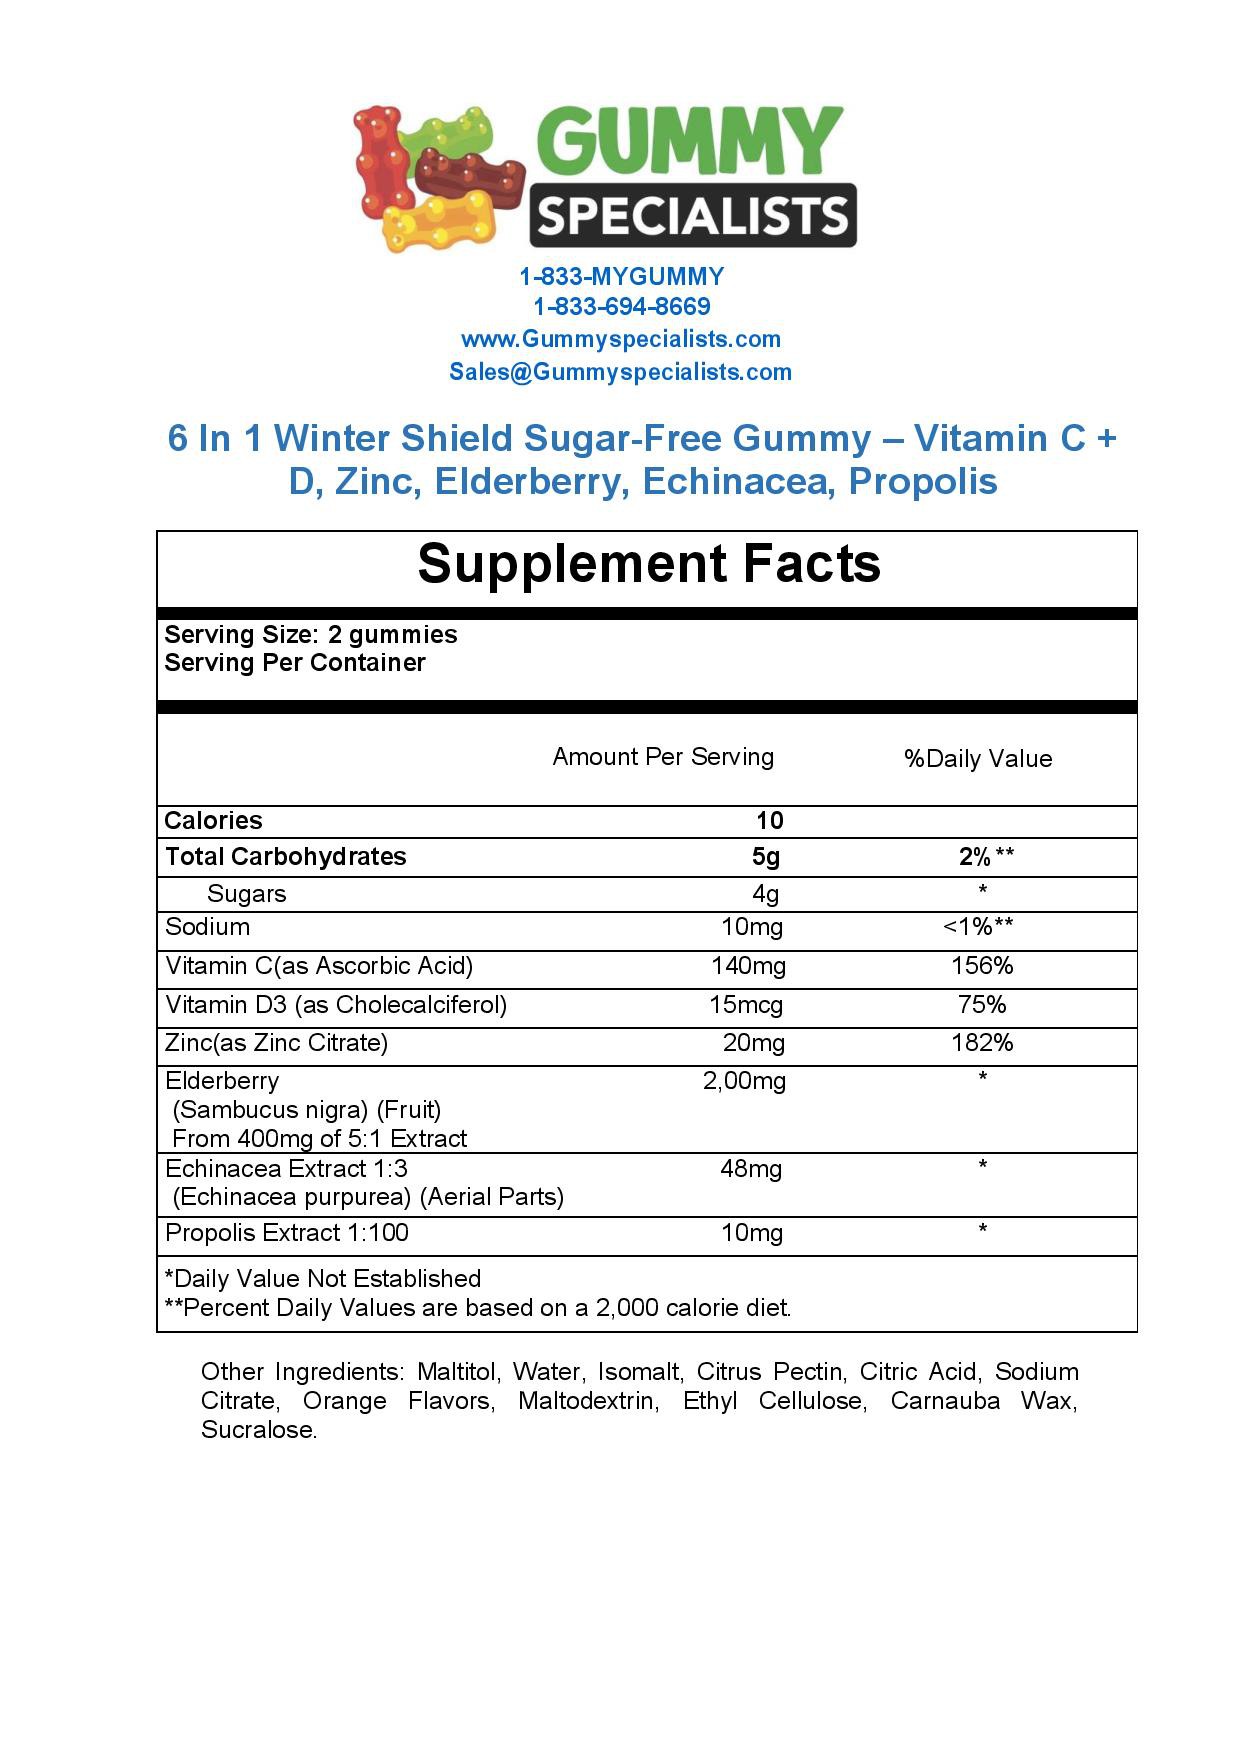 GUMMY
SPECIALISTS
1-833-MYGUMMY
1-833-694-8669
www.Gummyspecialists.com
Sales@Gummyspecialists.com
6 In 1 Winter Shield Sugar-Free Gummy – Vitamin C +
D, Zinc, Elderberry, Echinacea, Propolis
Supplement Facts
Serving Size: 2 gummies
Serving Per Container
Amount Per Serving %Daily Value
Calories 10
Total Carbohydrates 5g 2%**
Sugars 4g *
Sodium 10mg <1%**
Vitamin C(as Ascorbic Acid) 140mg 156%
Vitamin D3 (as Cholecalciferol) 15mcg 75%
Zinc(as Zinc Citrate) 20mg 182%
Elderberry 2,00mg *
(Sambucus nigra) (Fruit)
From 400mg of 5:1 Extract
Echinacea Extract 1:3 48mg *
(Echinacea purpurea) (Aerial Parts)
Propolis Extract 1:100 10mg *
*Daily Value Not Established
**Percent Daily Values are based on a 2,000 calorie diet.
Other Ingredients: Maltitol, Water, Isomalt, Citrus Pectin, Citric Acid, Sodium
Citrate, Orange Flavors, Maltodextrin, Ethyl Cellulose, Carnauba Wax,
Sucralose.